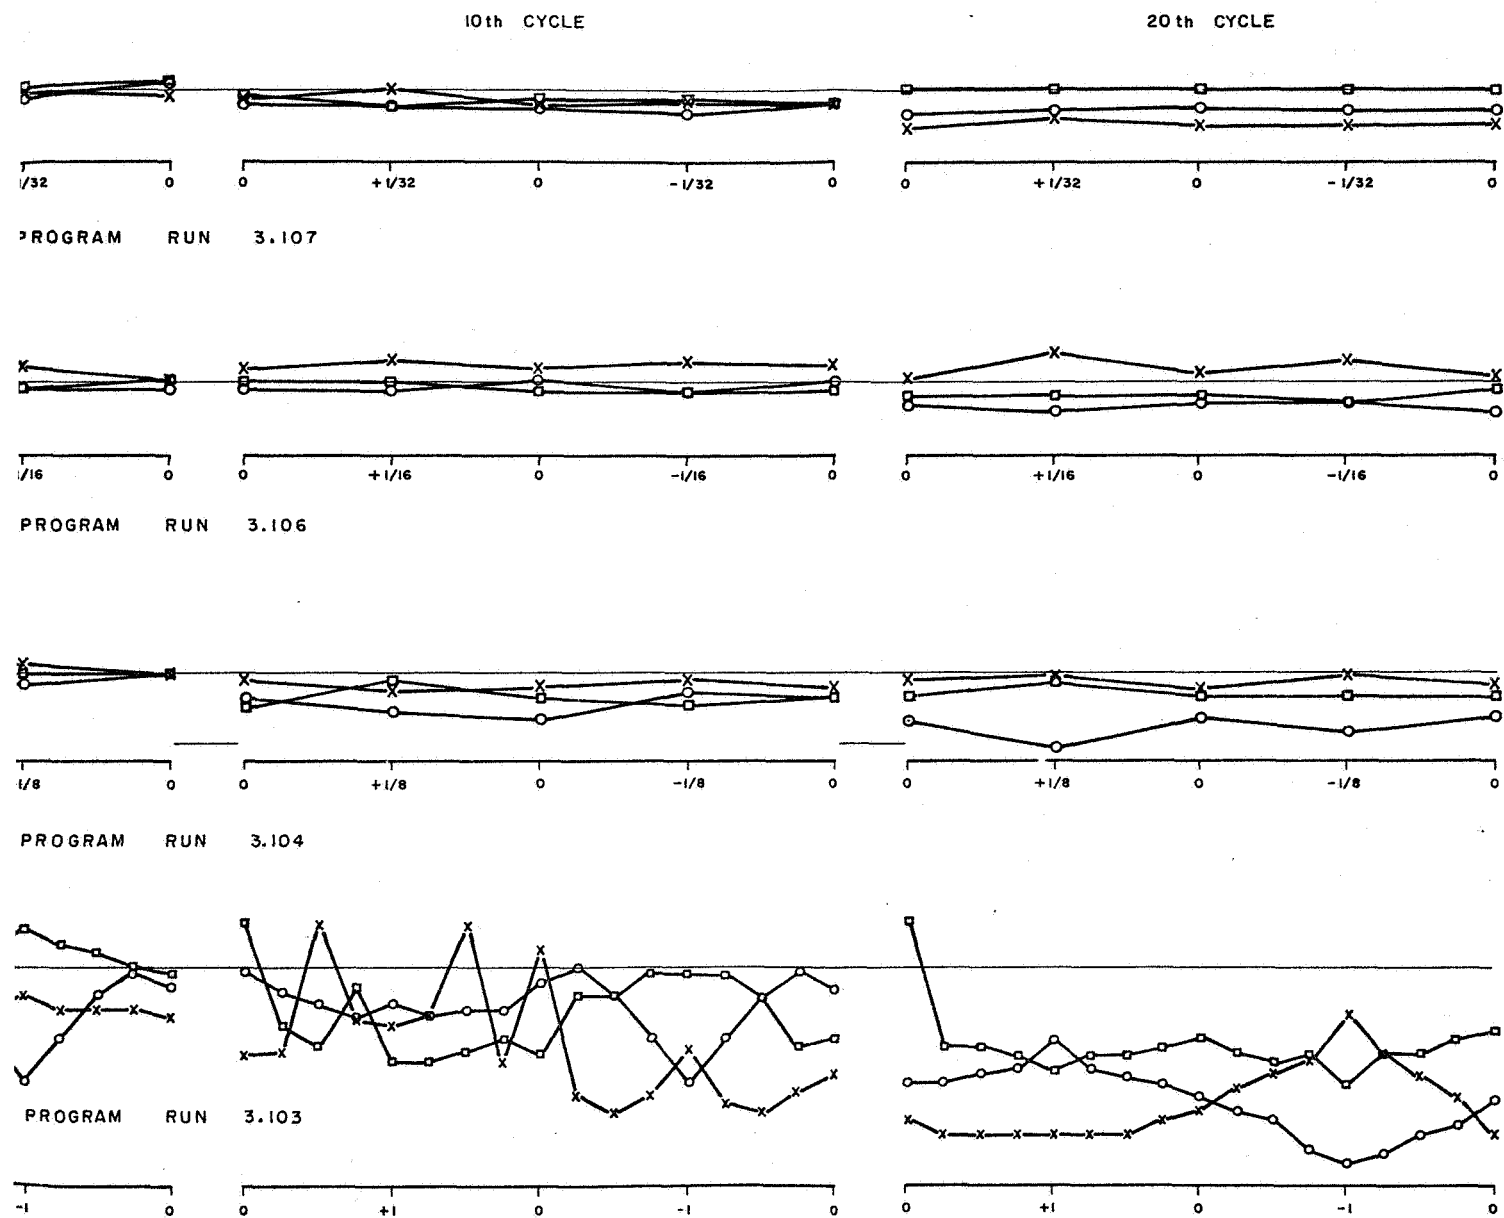 10th CYCLE 20th CYCLE
1/32 0 0 +1/32 0 -1/32 0 0 +1/32 0 -1/32 0
PROGRAM RUN 3.107
1/16 0 0 +1/16 0 -1/16 0 0 +1/16 0 -1/16 0
PROGRAM RUN 3.106
1/8 0 0 +1/8 0 -1/8 0 0 +1/8 0 -1/8 0
PROGRAM RUN 3.104
PROGRAM RUN 3.103
-1 0 0 +1 0 -1 0 0 +1 0 -1 0